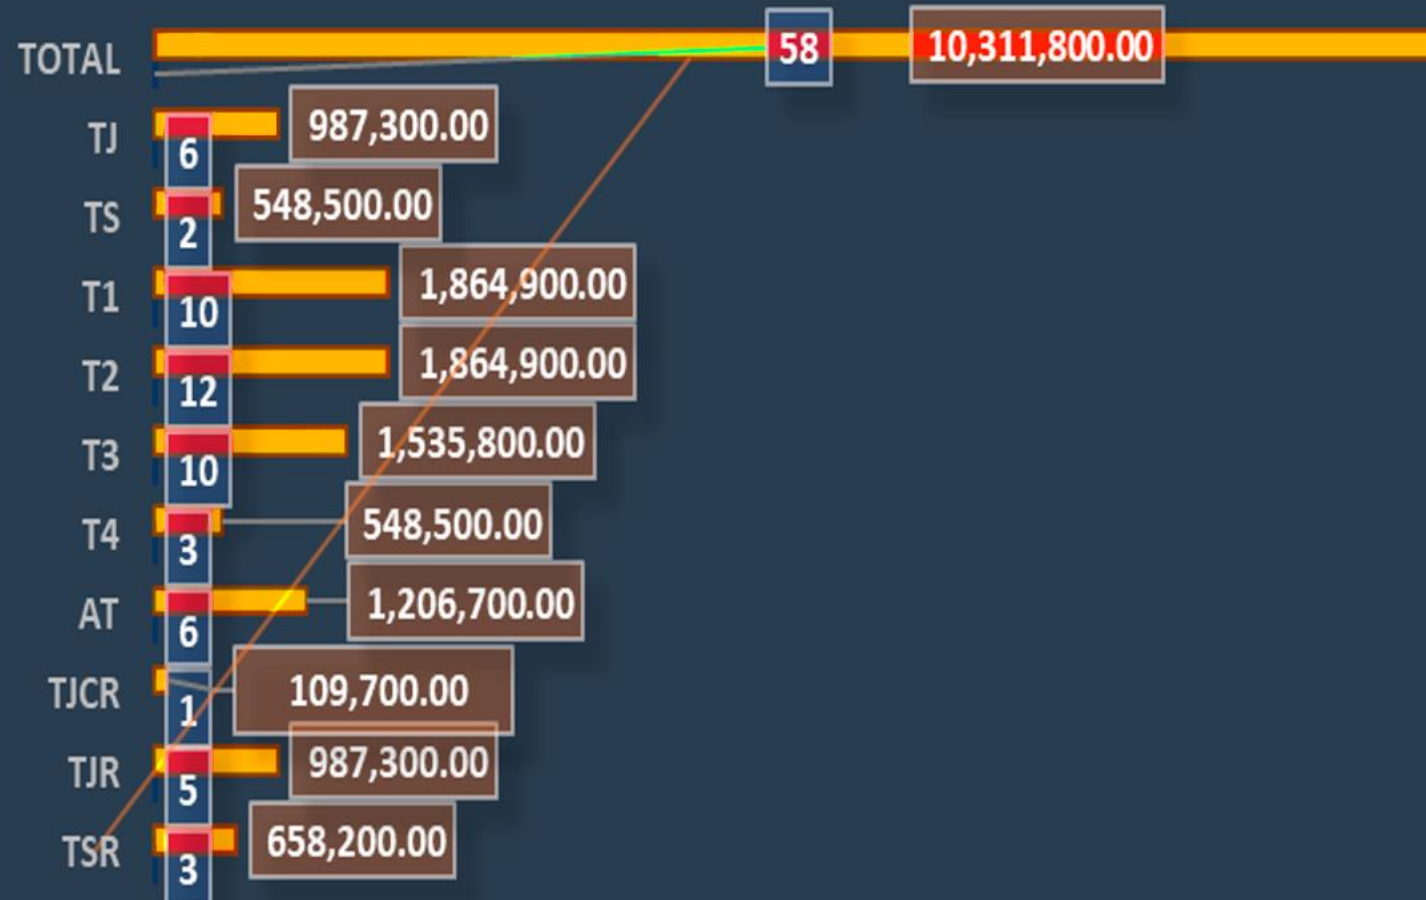 TOTAL 58 10,311,800.00
TJ 6 987,300.00
TS 2 548,500.00
T1 10 1,864,900.00
T2 12 1,864,900.00
T3 10 1,535,800.00
T4 3 548,500.00
AT 6 1,206,700.00
TJCR 1 109,700.00
TJR 5 987,300.00
TSR 3 658,200.00